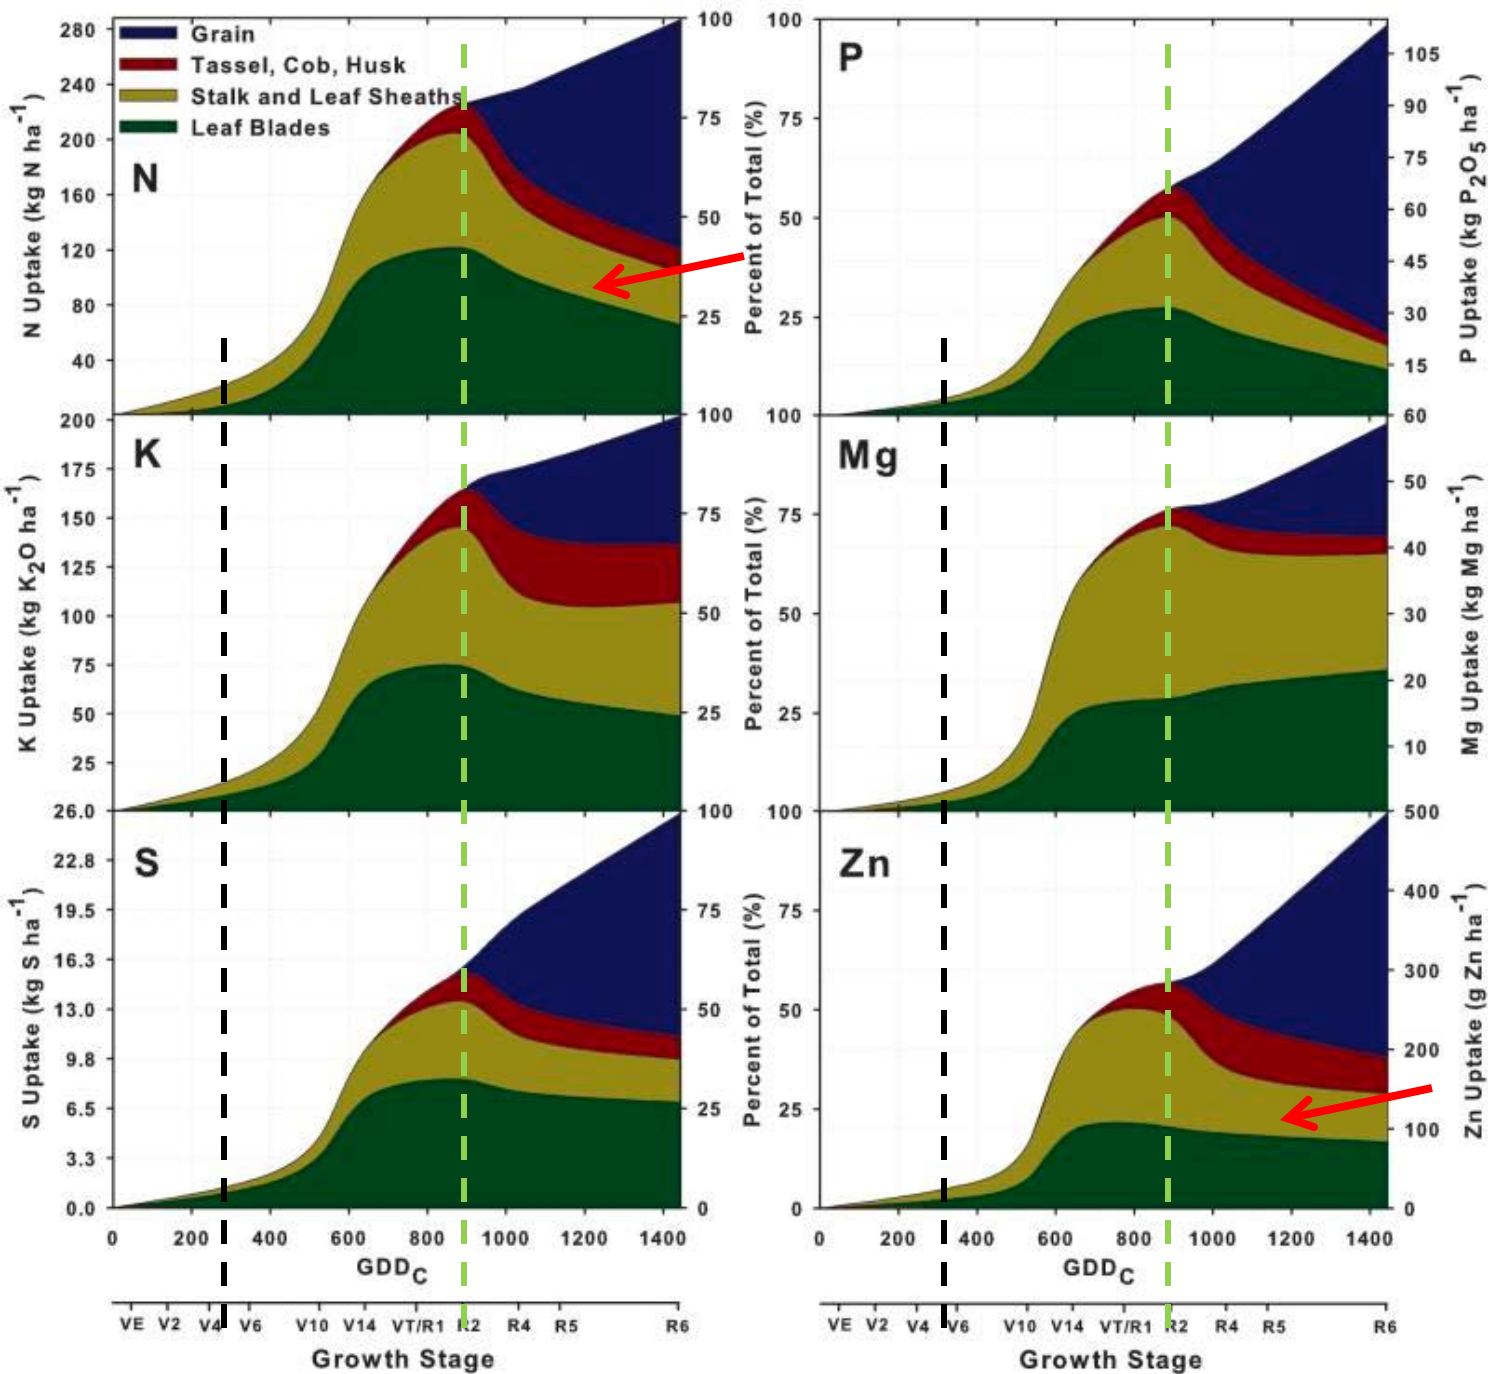 Grain
Tassel, Cob, Husk
Stalk and Leaf Sheaths
Leaf Blades
N
N Uptake (kg N ha-1)
280
240
200
160
120
80
40
100
75
50
25
Percent of Total (%)
P
100
75
50
25
P Uptake (kg P2O5 ha-1)
105
90
75
60
45
30
15
K
K Uptake (kg K2O ha-1)
200
175
150
125
100
75
50
25
100
75
50
25
Percent of Total (%)
Mg
100
75
50
25
Mg Uptake (kg Mg ha-1)
60
50
40
30
20
10
S
S Uptake (kg S ha-1)
26.0
22.8
19.5
16.3
13.0
9.8
6.5
3.3
0.0
100
75
50
25
0
Percent of Total (%)
Zn
100
75
50
25
0
Zn Uptake (g Zn ha-1)
500
400
300
200
100
0
0 200 400 600 800 1000 1200 1400
GDDC
VE V2 V4 V6 V10 V14 VT/R1 R2 R4 R5 R6
Growth Stage
0 200 400 600 800 1000 1200 1400
GDDC
VE V2 V4 V6 V10 V14 VT/R1 R2 R4 R5 R6
Growth Stage